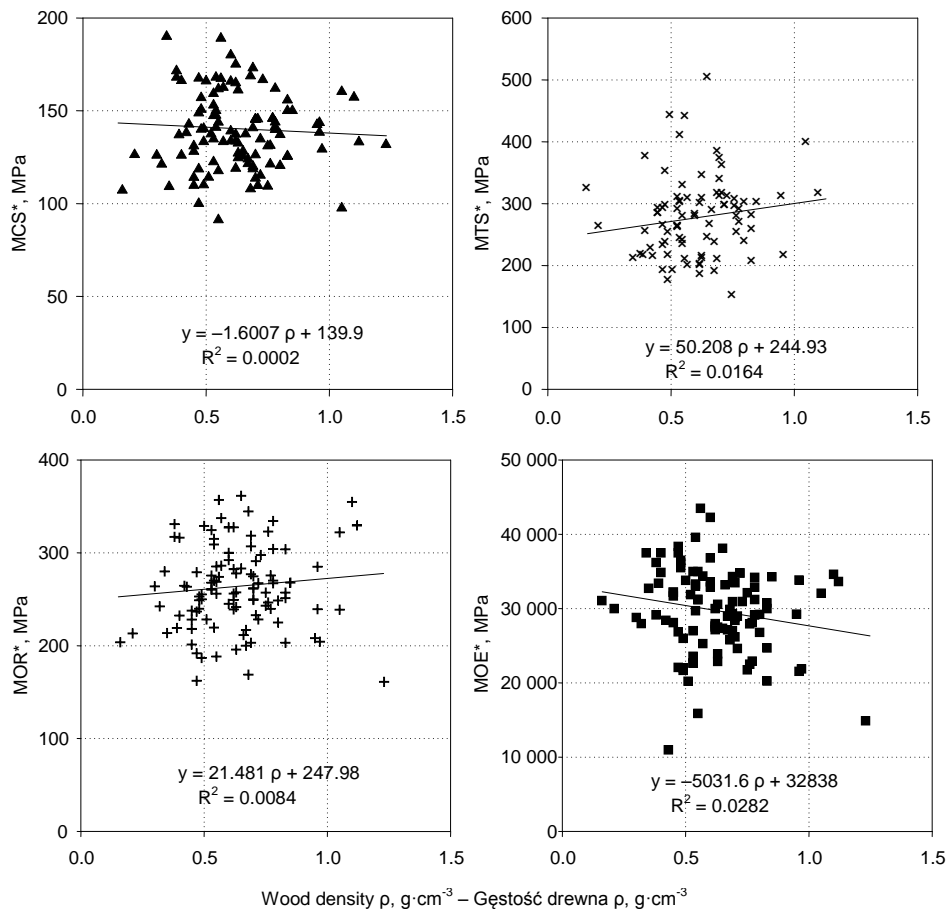 200
150
100
50
0
MCS*, MPa
y = –1.6007 ρ + 139.9
R² = 0.0002
0.0 0.5 1.0 1.5
600
500
400
300
200
100
0
MTS*, MPa
y = 50.208 ρ + 244.93
R² = 0.0164
0.0 0.5 1.0 1.5
400
300
200
100
0
MOR*, MPa
y = 21.481 ρ + 247.98
R² = 0.0084
0.0 0.5 1.0 1.5
50 000
40 000
30 000
20 000
10 000
0
MOE*, MPa
y = –5031.6 ρ + 32838
R² = 0.0282
0.0 0.5 1.0 1.5
Wood density ρ, g·cm⁻³ – Gęstość drewna ρ, g·cm⁻³